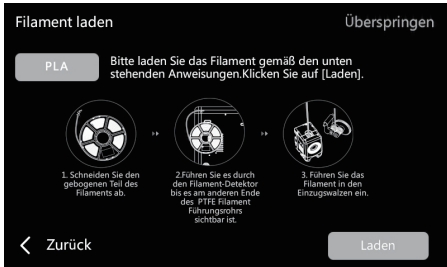 Filament laden
Überspringen
PLA
Bitte laden Sie das Filament gemäß den unten
stehenden Anweisungen.Klicken Sie auf [Laden].
1. Schneiden Sie den
gebogenen Teil des
Filaments ab.
2.Führen Sie es durch
den Filament-Detektor
bis es am anderen Ende
des PTFE Filament
Führungsrohrs
sichtbar ist.
3. Führen Sie das
Filament in den
Einzugswalzen ein.
Zurück
Laden